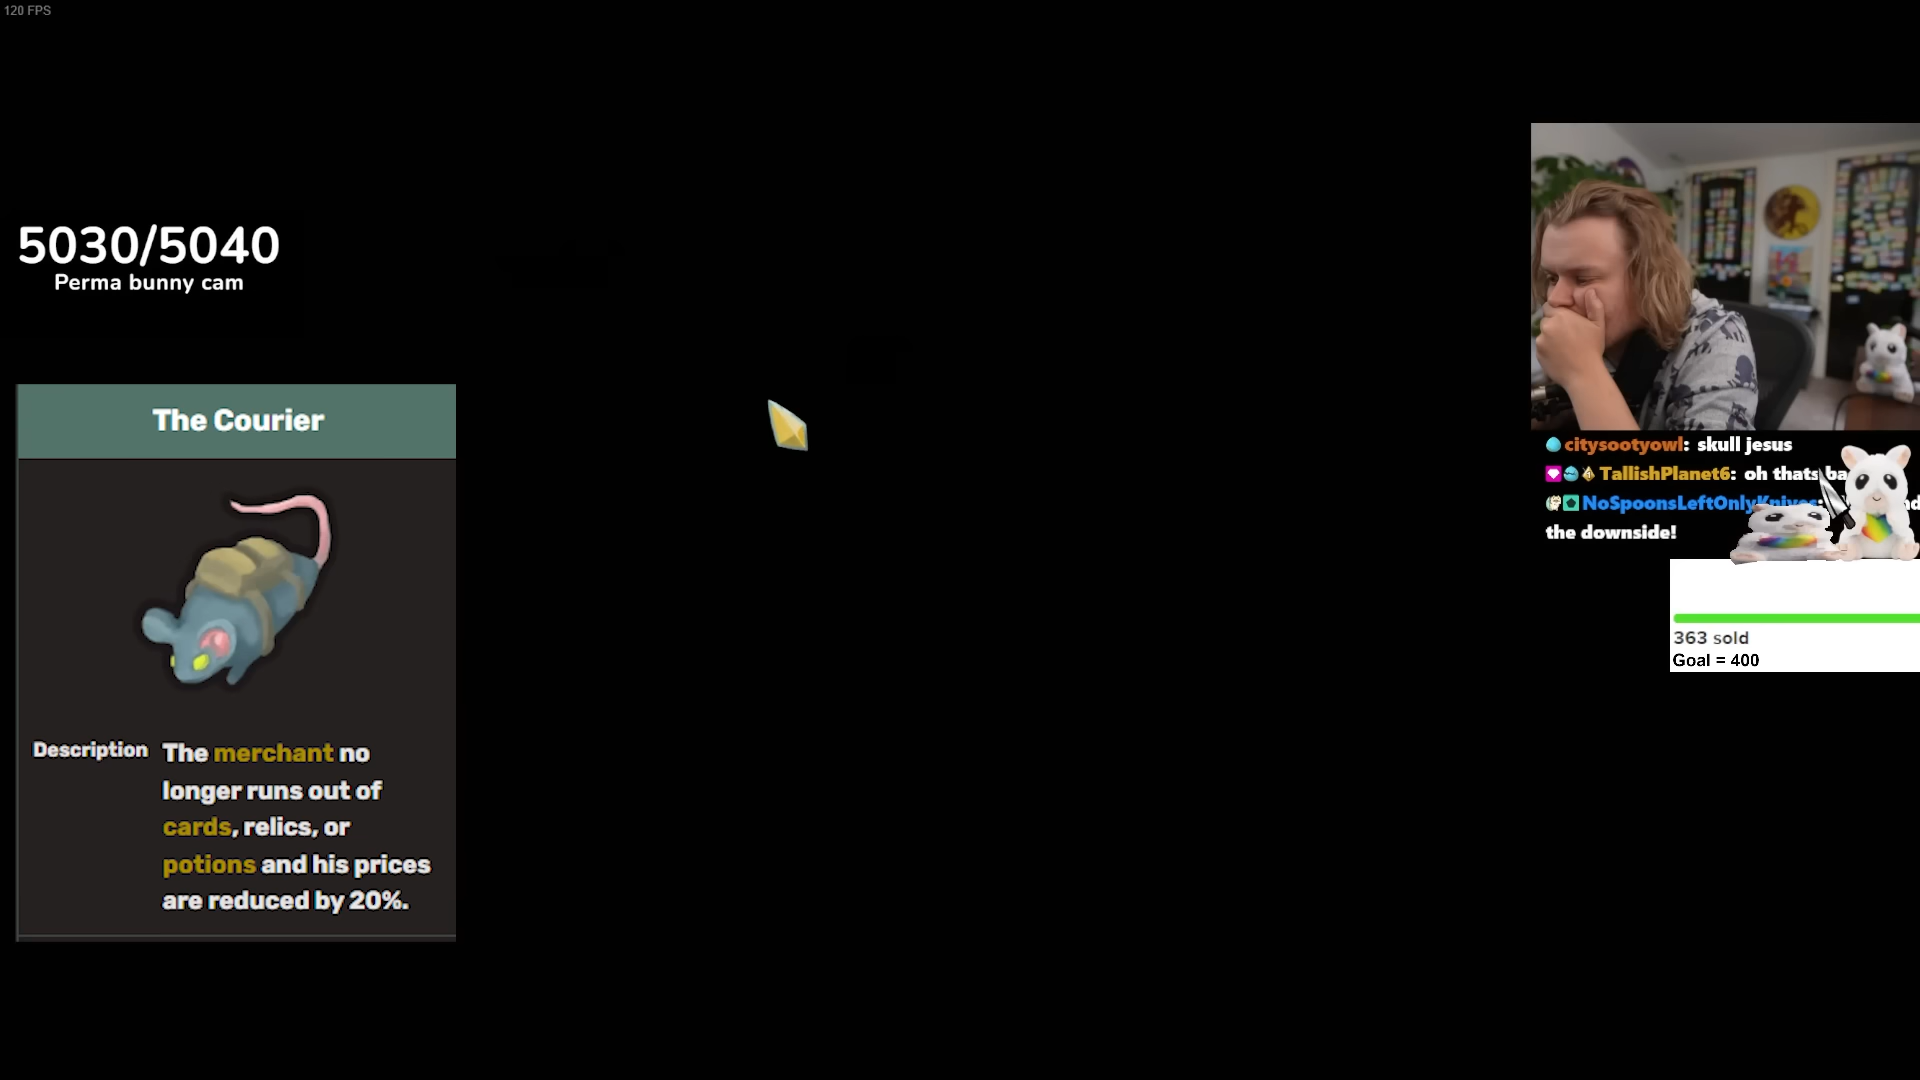 120 FPS
5030/5040
Perma bunny cam
The Courier
Description
The merchant no
longer runs out of
cards, relics, or
potions and his prices
are reduced by 20%.
citysootyowl: skull jesus
TallishPlanet6: oh thats
NoSpoonsLeftOnlyKnives:
the downside!
363 sold
Goal = 400